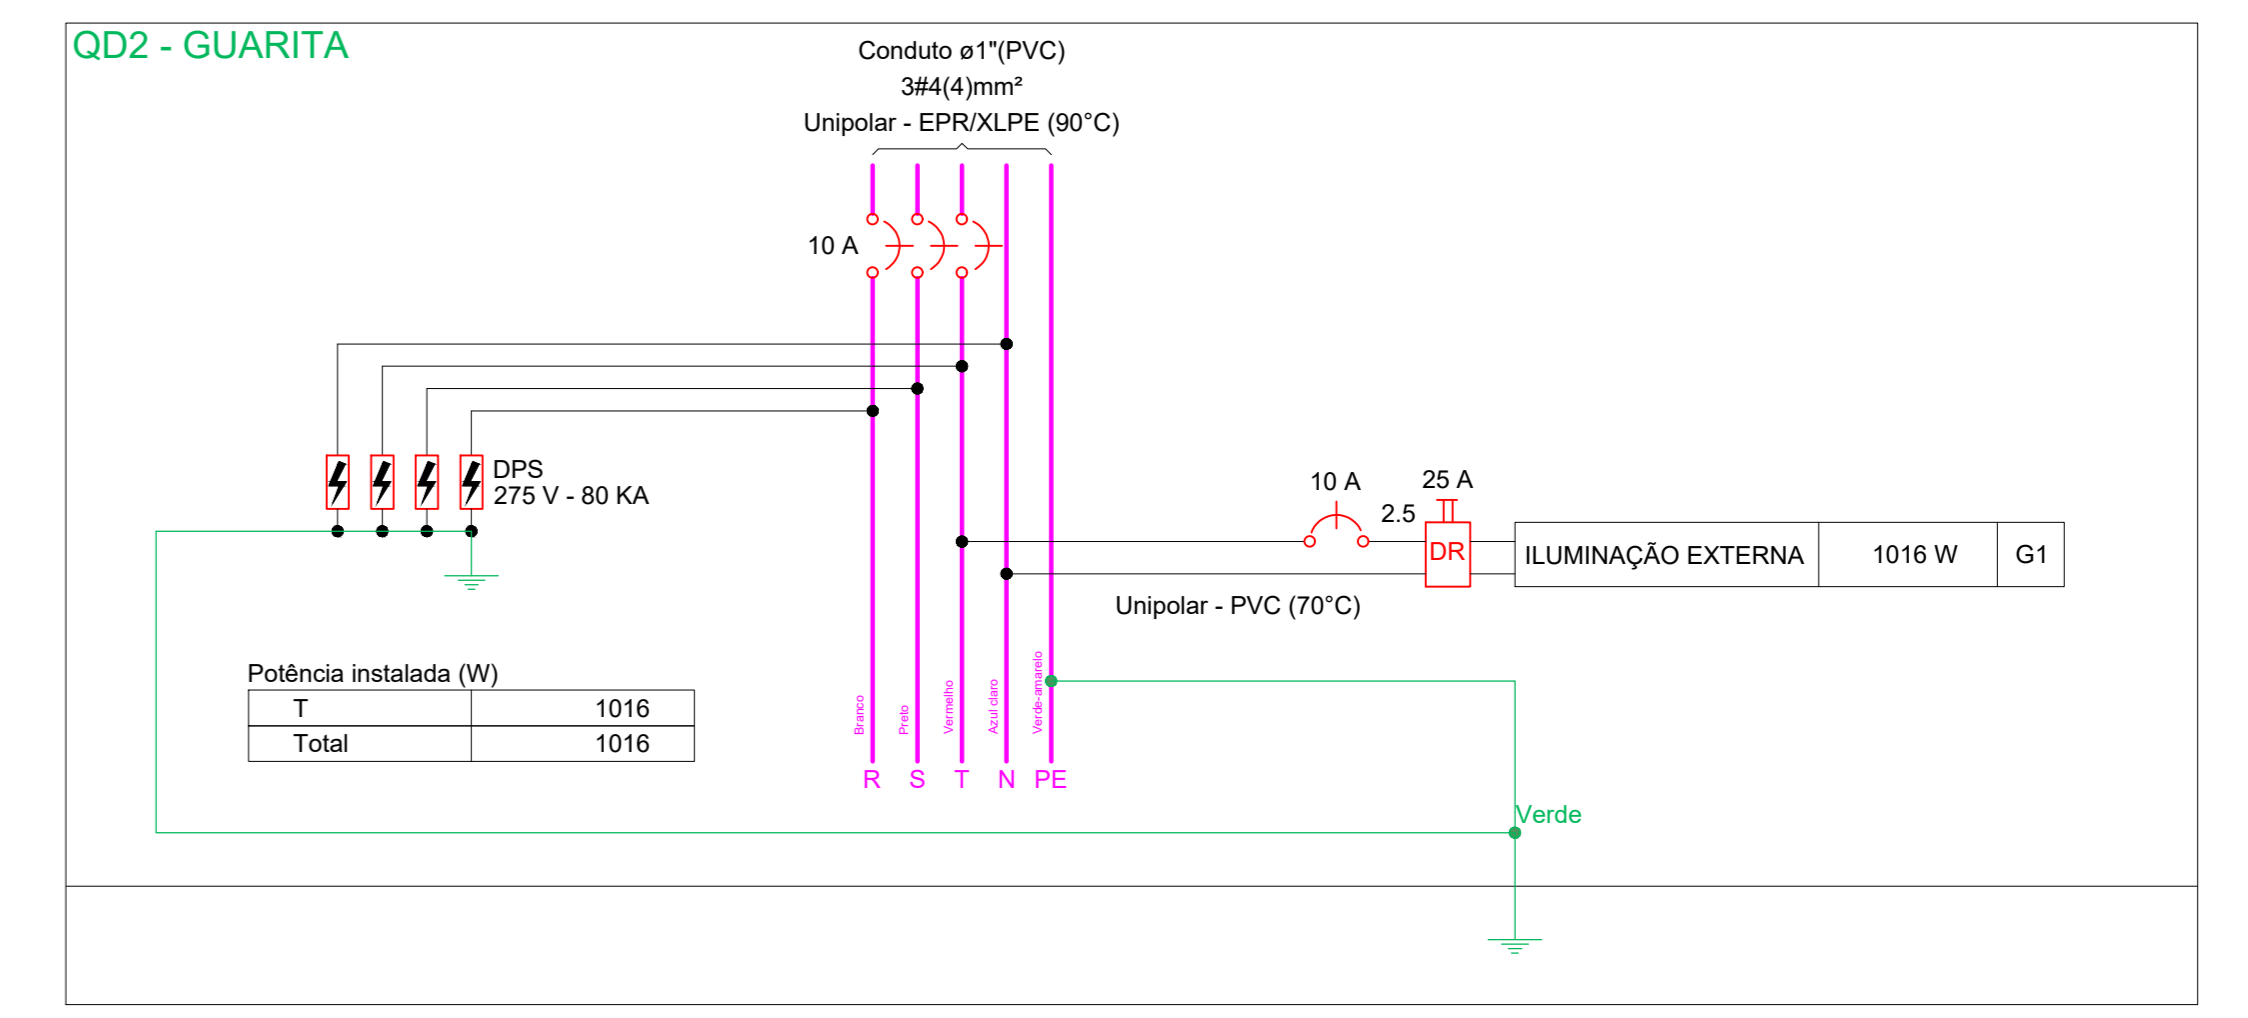 QD2 - GUARITA
Conduto ø1"(PVC)
3#4(4)mm²
Unipolar - EPR/XLPE (90°C)
10 A
DPS
275 V - 80 KA
10 A
25 A
2.5
DR
ILUMINAÇÃO EXTERNA
1016 W
G1
Unipolar - PVC (70°C)
Potência instalada (W)
T 1016
Total 1016
Branco
Preto
Vermelho
Azul claro
Verde-amarelo
R S T N PE
Verde